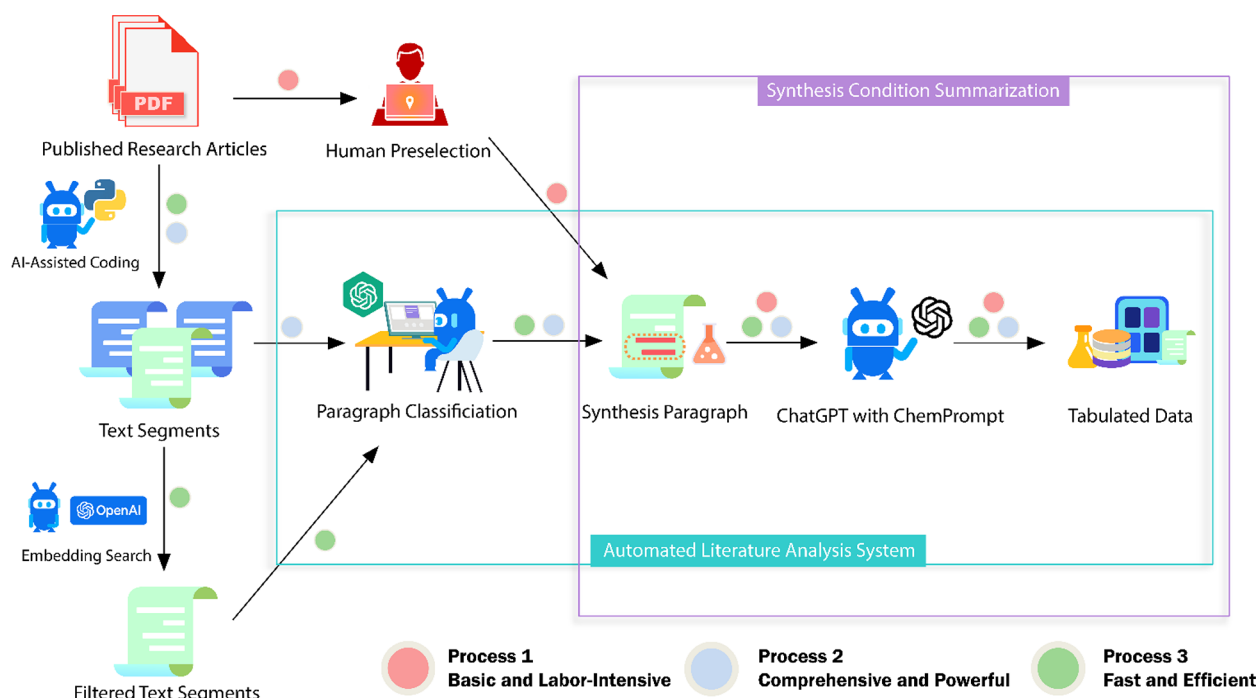 PDF
Published Research Articles
Human Preselection
Synthesis Condition Summarization
AI-Assisted Coding
Text Segments
Paragraph Classificiation
Synthesis Paragraph
ChatGPT with ChemPrompt
Tabulated Data
OpenAI
Embedding Search
Automated Literature Analysis System
Filtered Text Segments
Process 1
Basic and Labor-Intensive
Process 2
Comprehensive and Powerful
Process 3
Fast and Efficient